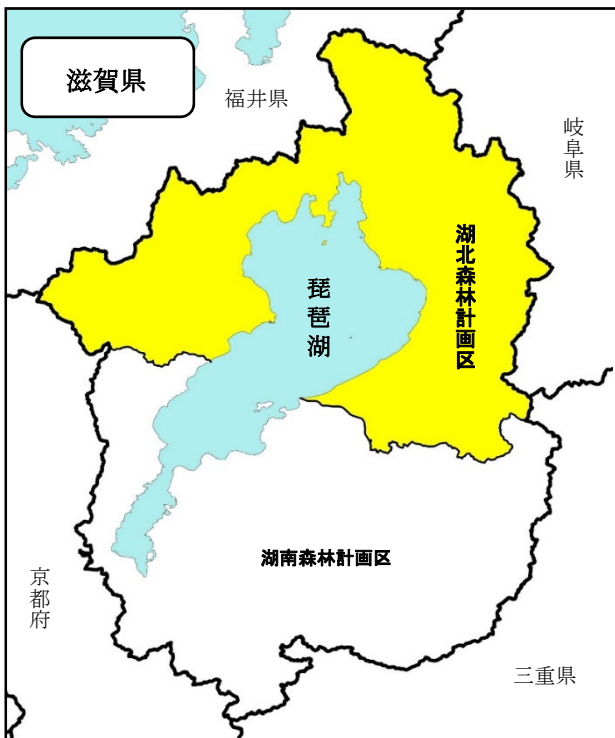 滋賀県
福井県
岐阜県
湖北森林計画区
琵琶湖
湖南森林計画区
京都府
三重県